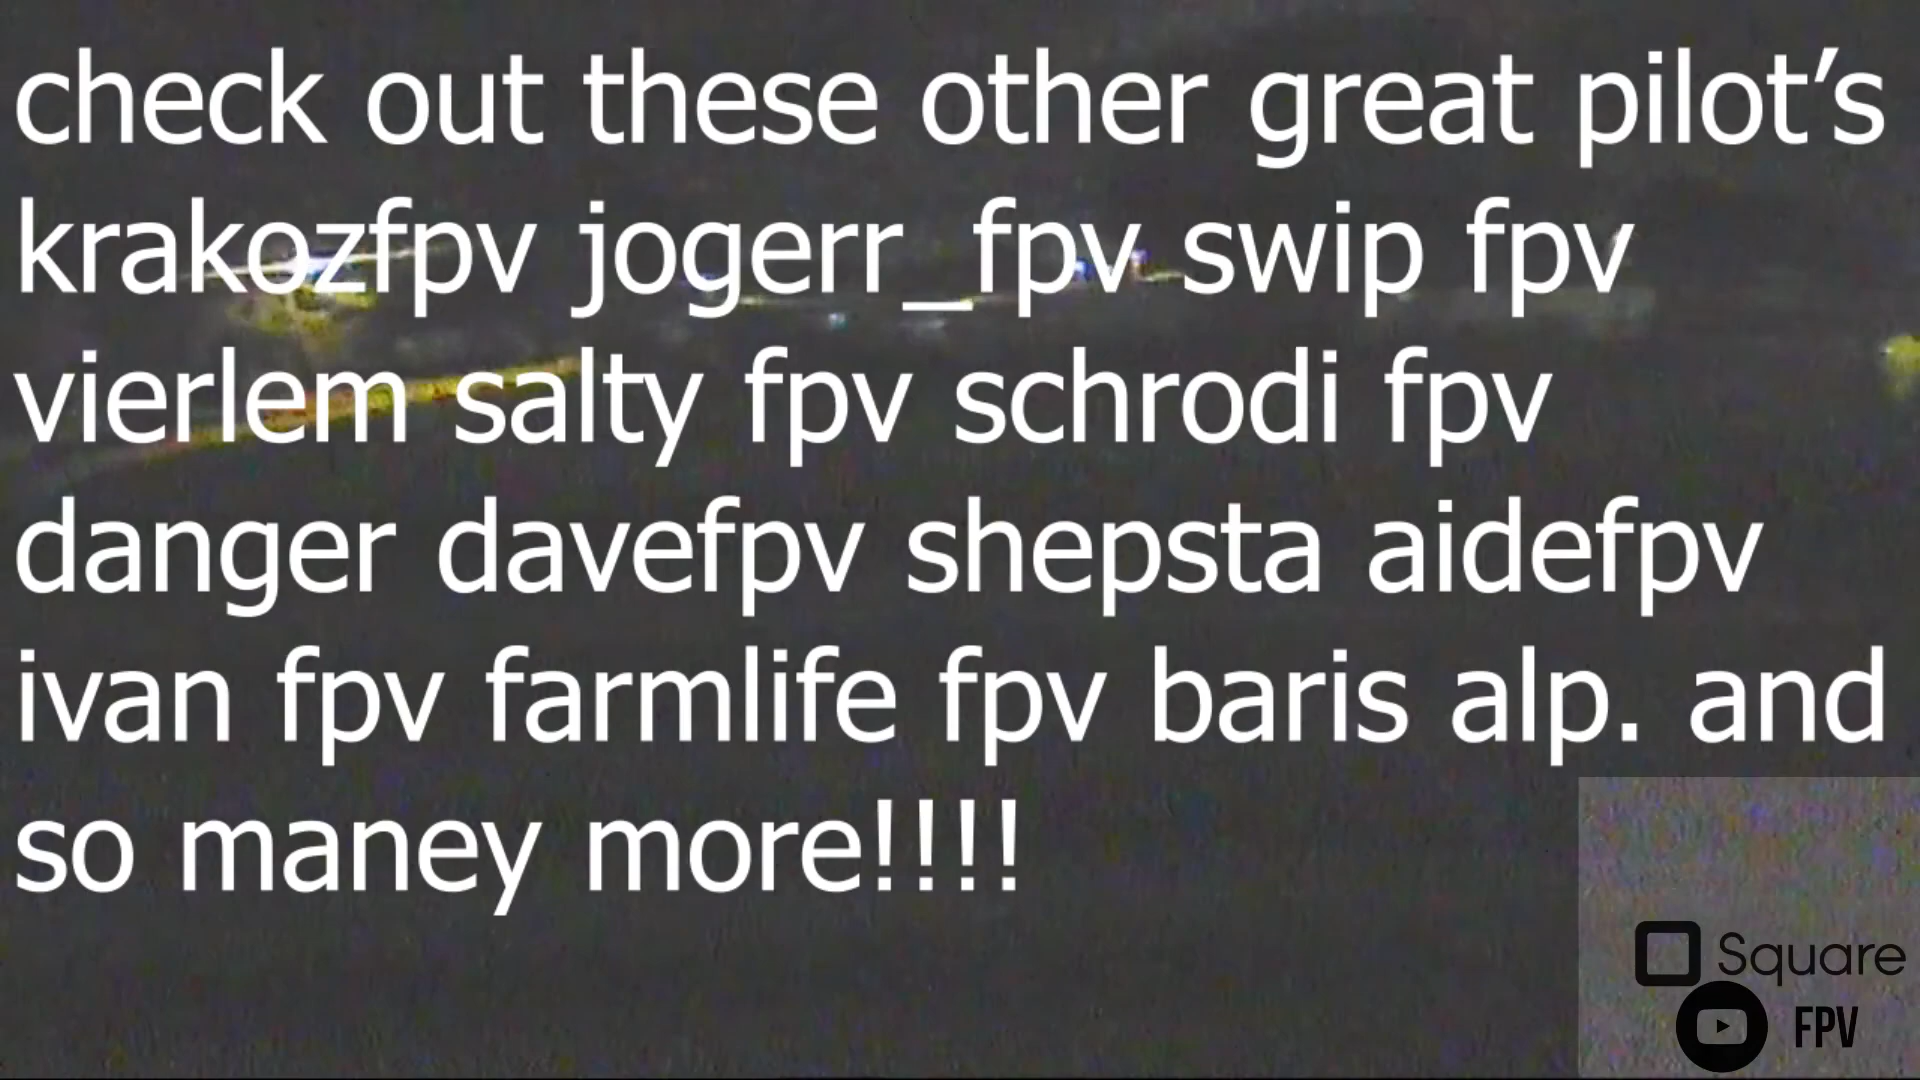 check out these other great pilot’s
krakozfpv jogerr_fpv swip fpv
vierlem salty fpv schrodi fpv
danger davefpv shepsta aidefpv
ivan fpv farmlife fpv baris alp. and
so maney more!!!!
Square
FPV